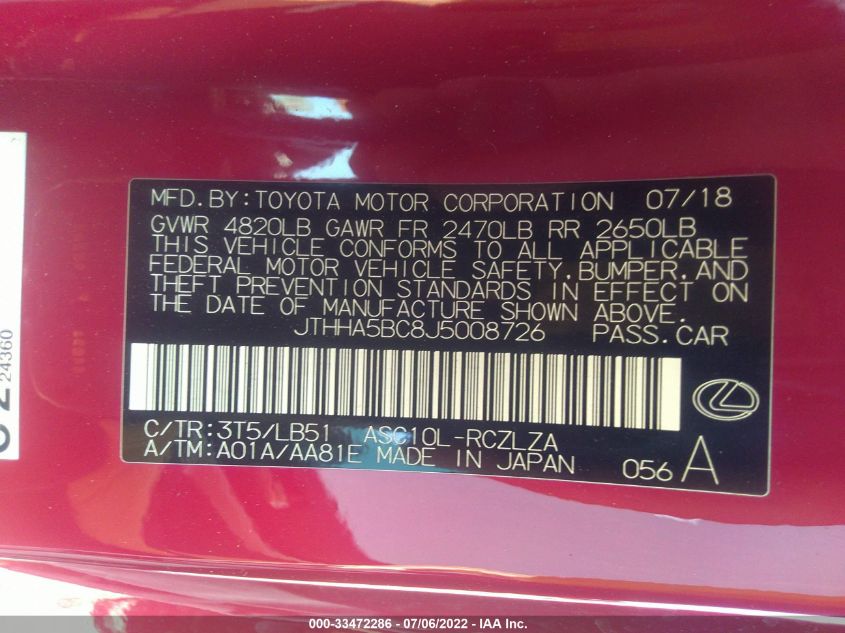 MFD. BY: TOYOTA MOTOR CORPORATION 07/18
GVWR 4820LB GAWR FR 2470LB RR 2650LB
THIS VEHICLE CONFORMS TO ALL APPLICABLE
FEDERAL MOTOR VEHICLE SAFETY, BUMPER, AND
THEFT PREVENTION STANDARDS IN EFFECT ON
THE DATE OF MANUFACTURE SHOWN ABOVE.
JTHHA5BC8J5008726 PASS. CAR
C/TR: 3T5/LB51 ASC10L-RCZLZA
A/TM: A01A/AA81E MADE IN JAPAN 056 A
24360
000-33472286 - 07/06/2022 - IAA Inc.